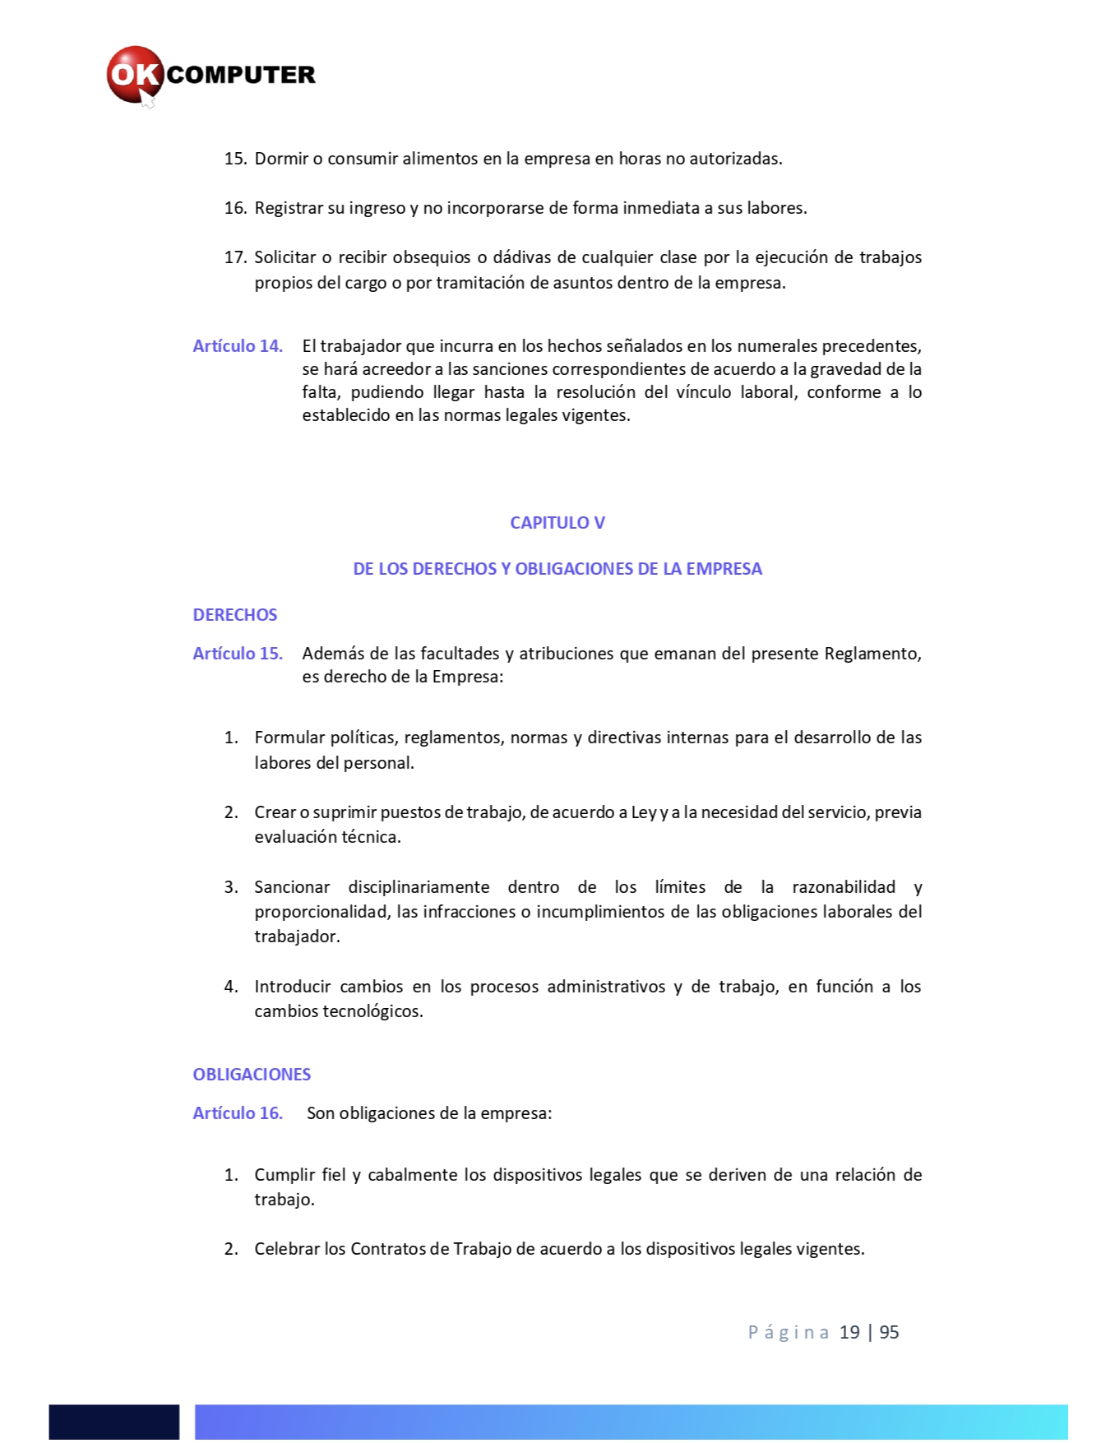 OK COMPUTER
15. Dormir o consumir alimentos en la empresa en horas no autorizadas.
16. Registrar su ingreso y no incorporarse de forma inmediata a sus labores.
17. Solicitar o recibir obsequios o dádivas de cualquier clase por la ejecución de trabajos
propios del cargo o por tramitación de asuntos dentro de la empresa.
Artículo 14. El trabajador que incurra en los hechos señalados en los numerales precedentes,
se hará acreedor a las sanciones correspondientes de acuerdo a la gravedad de la
falta, pudiendo llegar hasta la resolución del vínculo laboral, conforme a lo
establecido en las normas legales vigentes.
CAPITULO V
DE LOS DERECHOS Y OBLIGACIONES DE LA EMPRESA
DERECHOS
Artículo 15. Además de las facultades y atribuciones que emanan del presente Reglamento,
es derecho de la Empresa:
1. Formular políticas, reglamentos, normas y directivas internas para el desarrollo de las
labores del personal.
2. Crear o suprimir puestos de trabajo, de acuerdo a Ley y a la necesidad del servicio, previa
evaluación técnica.
3. Sancionar disciplinariamente dentro de los límites de la razonabilidad y
proporcionalidad, las infracciones o incumplimientos de las obligaciones laborales del
trabajador.
4. Introducir cambios en los procesos administrativos y de trabajo, en función a los
cambios tecnológicos.
OBLIGACIONES
Artículo 16. Son obligaciones de la empresa:
1. Cumplir fiel y cabalmente los dispositivos legales que se deriven de una relación de
trabajo.
2. Celebrar los Contratos de Trabajo de acuerdo a los dispositivos legales vigentes.
Página 19 | 95